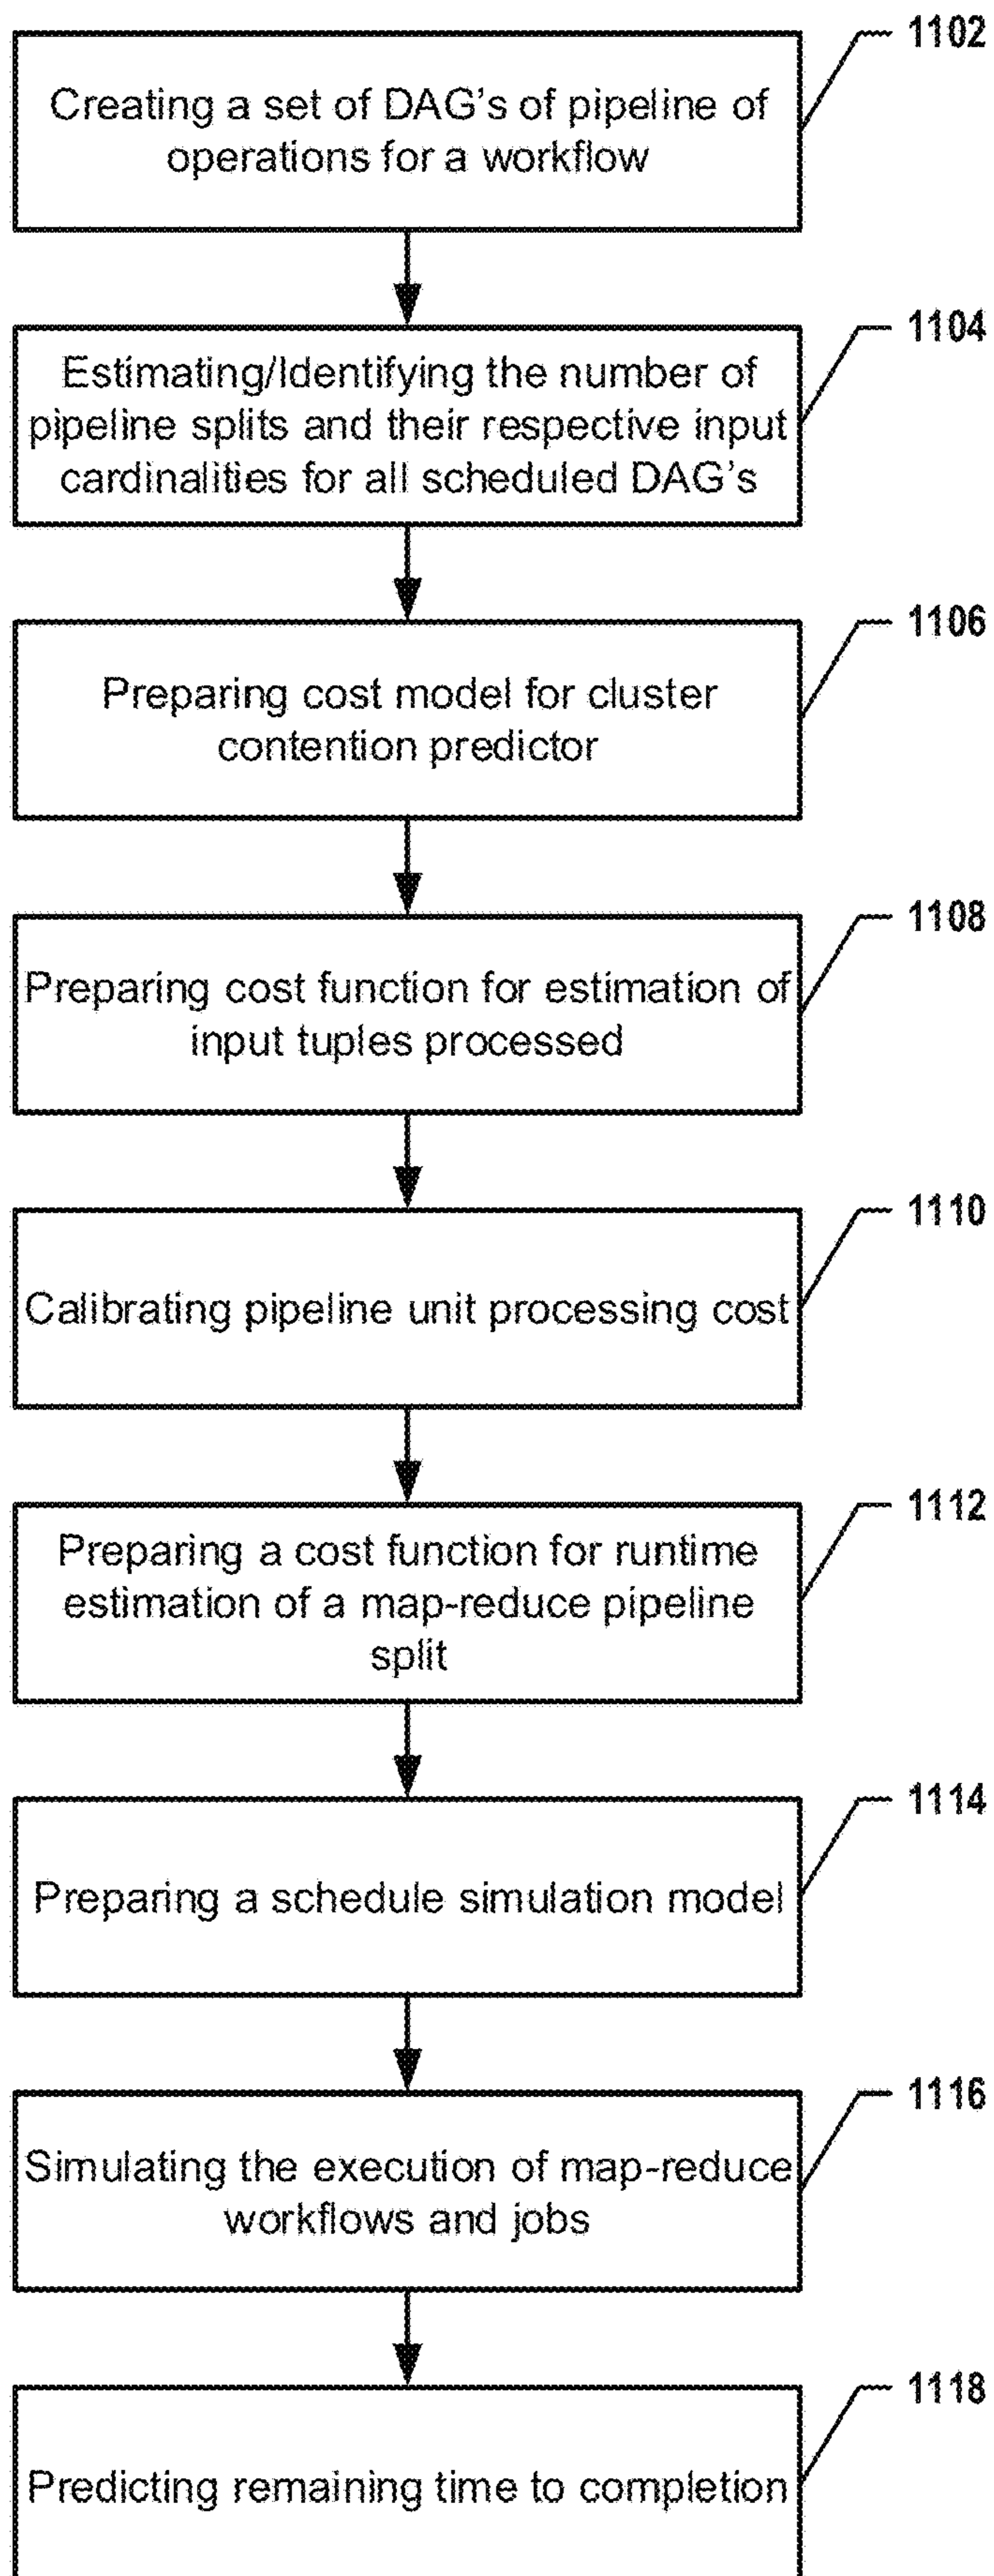 1102
Creating a set of DAG's of pipeline of
operations for a workflow
1104
Estimating/Identifying the number of
pipeline splits and their respective input
cardinalities for all scheduled DAG's
1106
Preparing cost model for cluster
contention predictor
1108
Preparing cost function for estimation of
input tuples processed
1110
Calibrating pipeline unit processing cost
1112
Preparing a cost function for runtime
estimation of a map-reduce pipeline
split
1114
Preparing a schedule simulation model
1116
Simulating the execution of map-reduce
workflows and jobs
1118
Predicting remaining time to completion